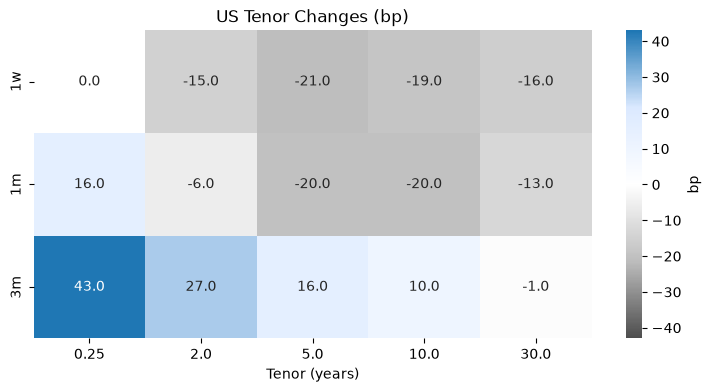 US Tenor Changes (bp)
1w
0.0 -15.0 -21.0 -19.0 -16.0
1m
16.0 -6.0 -20.0 -20.0 -13.0
3m
43.0 27.0 16.0 10.0 -1.0
0.25 2.0 5.0 10.0 30.0
Tenor (years)
40
30
20
10
0
−10
−20
−30
−40
bp